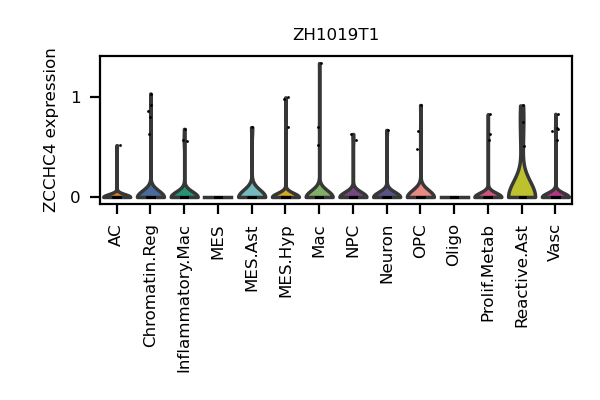 ZH1019T1
ZCCHC4 expression
1
0
AC
Chromatin.Reg
Inflammatory.Mac
MES
MES.Ast
MES.Hyp
Mac
NPC
Neuron
OPC
Oligo
Prolif.Metab
Reactive.Ast
Vasc